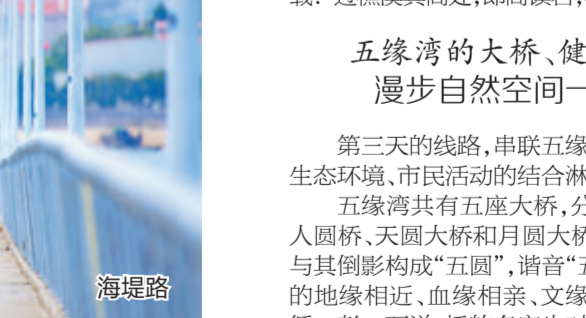 五缘湾的大桥、健
漫步自然空间一
第三天的线路，串联五缘
生态环境、市民活动的结合淋
五缘湾共有五座大桥，分
人圆桥、天圆大桥和月圆大桥
与其倒影构成“五圆”，谐音“五
的地缘相近、血缘相亲、文缘
海堤路